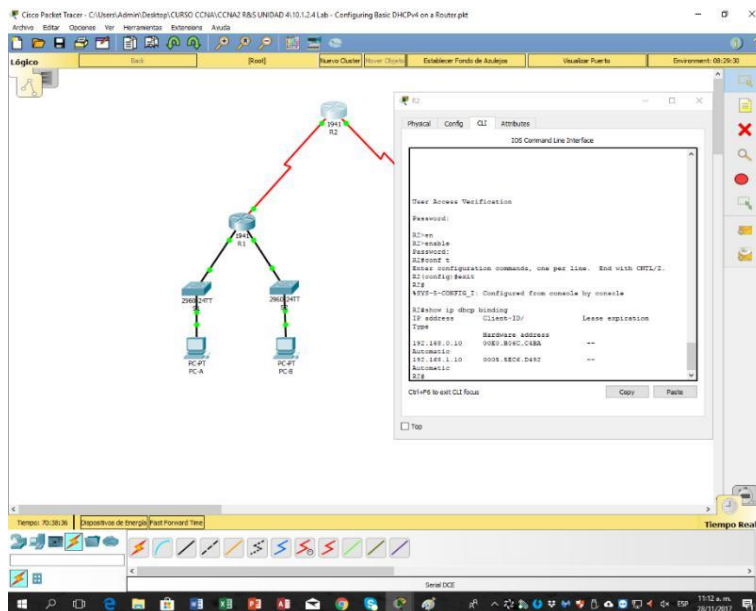 Cisco Packet Tracer - C:\Users\Admin\Desktop\CURSO CCNA\CCNA2 R&S UNIDAD 4\10.1.2.4 Lab - Configuring Basic DHCPv4 on a Router.pkt
Archivo Editar Opciones Ver Herramientas Extensions Ayuda
Lógico Back [Root] Nuevo Cluster Mover Objeto Establecer Fondo de Azulejos Visualizar Puerto Environment: 08:29:30
R2
Physical Config CLI Attributes
IOS Command Line Interface
User Access Verification
Password:
R2>en
R2>enable
Password:
R2#conf t
Enter configuration commands, one per line. End with CNTL/Z.
R2(config)#exit
R2#
%SYS-5-CONFIG_I: Configured from console by console
R2#show ip dhcp binding
IP address Client-ID/ Lease expiration
Type
Hardware address
192.168.0.10 00E0.B06C.C4BA --
Automatic
192.168.1.10 --
Automatic
R2#
Ctrl+F6 to exit CLI focus Copy Paste
Top
1941
R2
1941
R1
2960-24TT
2960-24TT
PC-PT
PC-A
PC-PT
PC-B
Tiempo: 70:38:36 Dispositivos de Energía Fast Forward Time Tiempo Real
Serial DCE
ESP 11:12 a. m.
28/11/2017